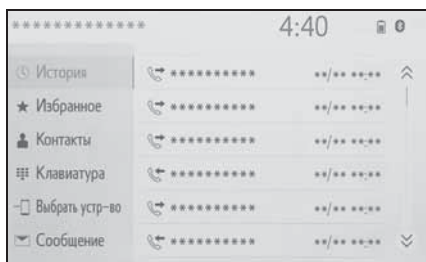 ************* 4:40
История ********** **/** **:**
Избранное ********** **/** **:**
Контакты ********** **/** **:**
Клавиатура ********** **/** **:**
Выбрать устр-во ********** **/** **:**
Сообщение ********** **/** **:**